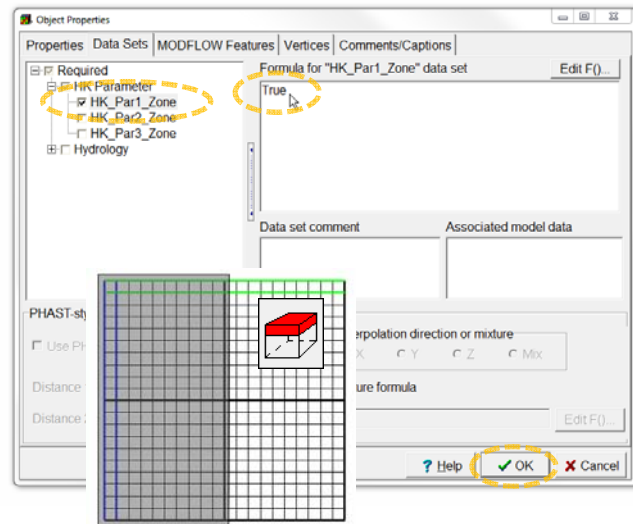 Object Properties
Properties Data Sets MODFLOW Features Vertices Comments/Captions
Required
HK Parameter
HK_Par1_Zone
HK_Par2_Zone
HK_Par3_Zone
Hydrology
Formula for "HK_Par1_Zone" data set
Edit F()...
True
Data set comment
Associated model data
PHAST-sty
erpolation direction or mixture
Use PH
X Y Z Mix
Distance
ure formula
Distance
Edit F()...
? Help OK Cancel